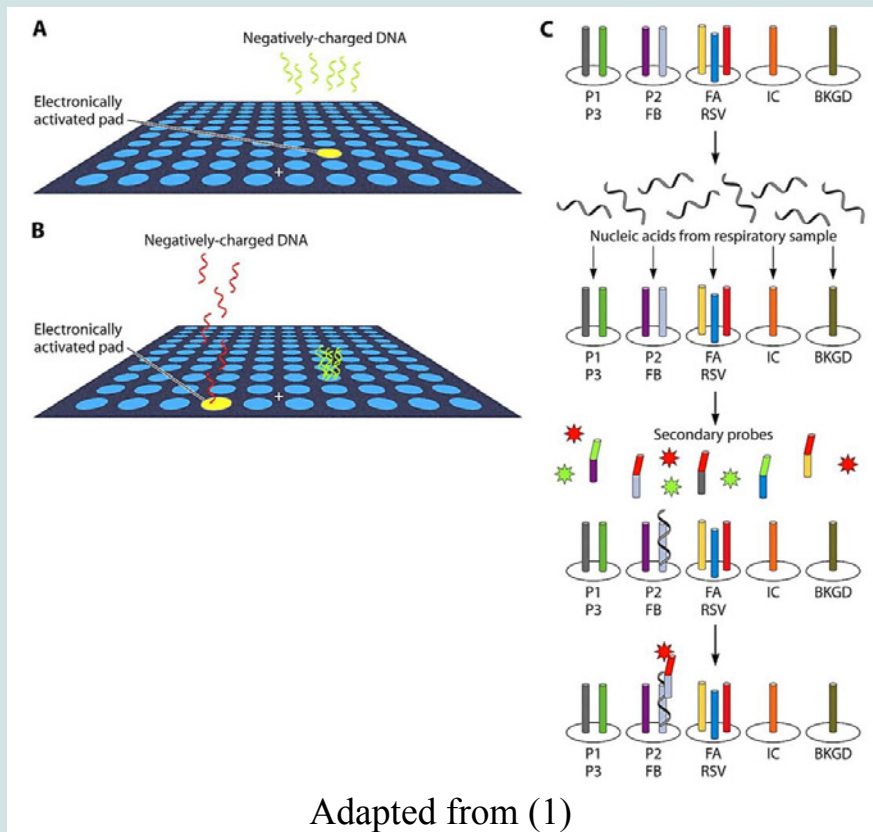 A
Negatively-charged DNA
Electronically
activated pad
+
B
Negatively-charged DNA
Electronically
activated pad
+
C
P1 P2 FA IC BKGD
P3 FB RSV
Nucleic acids from respiratory sample
P1 P2 FA IC BKGD
P3 FB RSV
Secondary probes
P1 P2 FA IC BKGD
P3 FB RSV
P1 P2 FA IC BKGD
P3 FB RSV
Adapted from (1)